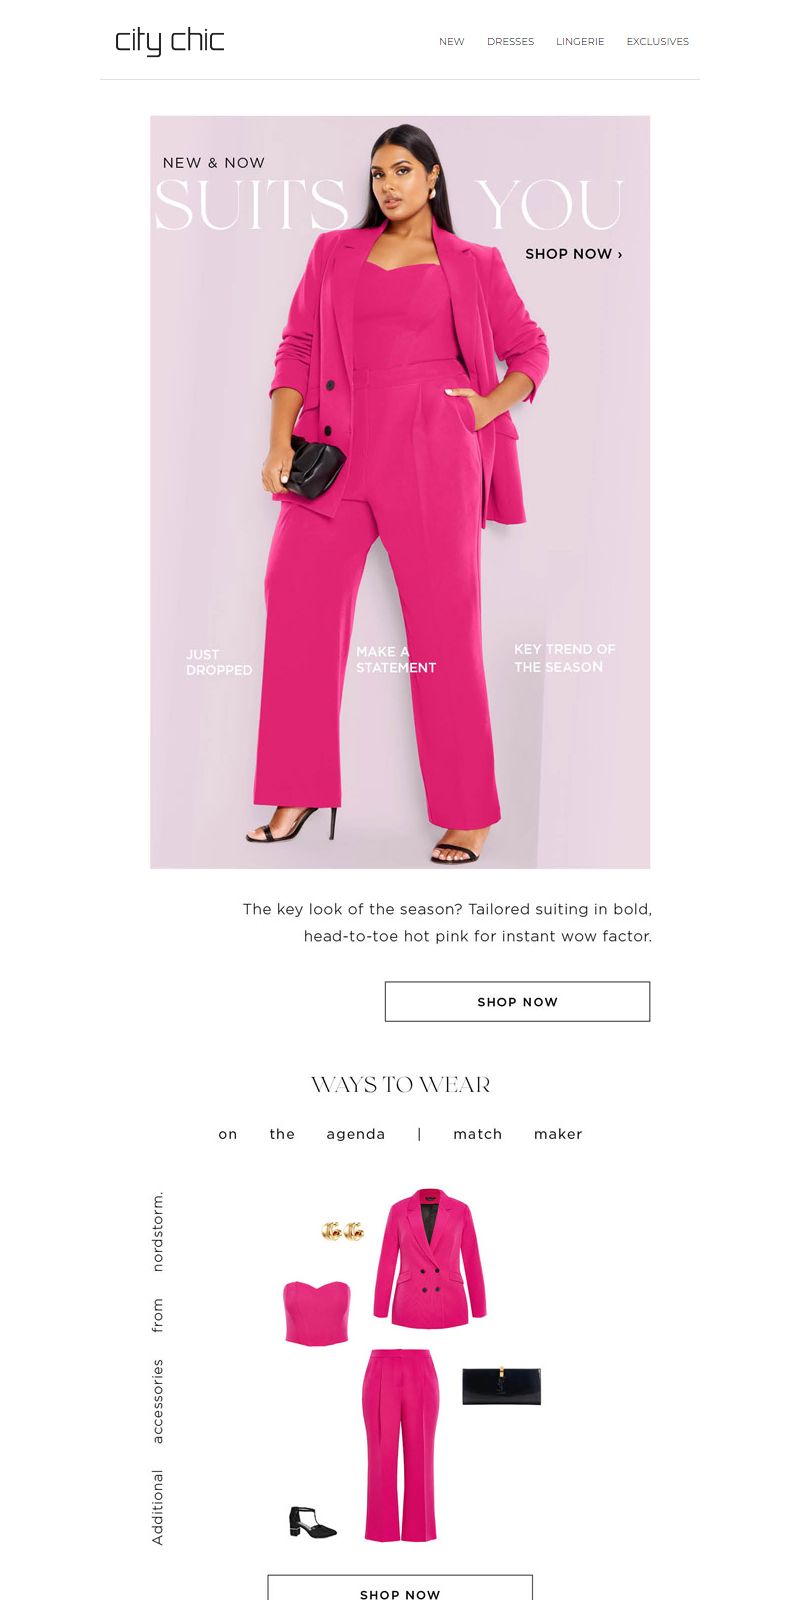 city chic
NEW DRESSES LINGERIE EXCLUSIVES
NEW & NOW
SUITS YOU
SHOP NOW ›
JUST
DROPPED
MAKE A
STATEMENT
KEY TREND OF
THE SEASON
The key look of the season? Tailored suiting in bold,
head-to-toe hot pink for instant wow factor.
SHOP NOW
WAYS TO WEAR
on the agenda | match maker
Additional accessories from nordstorm.
SHOP NOW